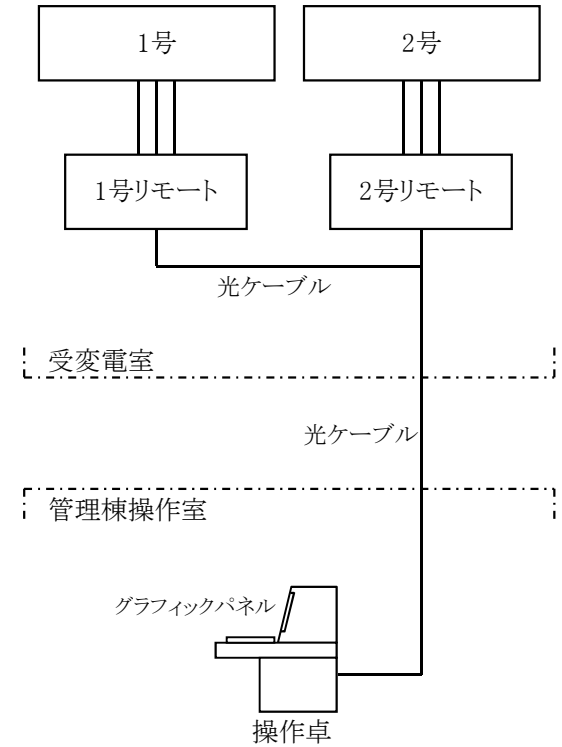 1号
2号
1号リモート
2号リモート
光ケーブル
受変電室
光ケーブル
管理棟操作室
グラフィックパネル
操作卓